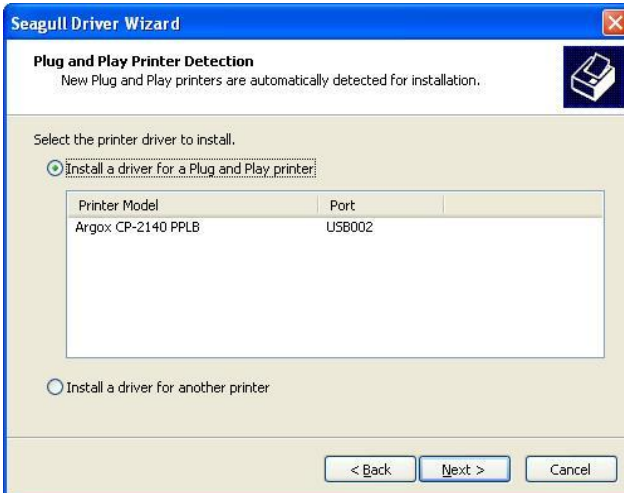 Seagull Driver Wizard
Plug and Play Printer Detection
New Plug and Play printers are automatically detected for installation.
Select the printer driver to install.
Install a driver for a Plug and Play printer
Printer Model Port
Argox CP-2140 PPLB USB002
Install a driver for another printer
< Back Next > Cancel